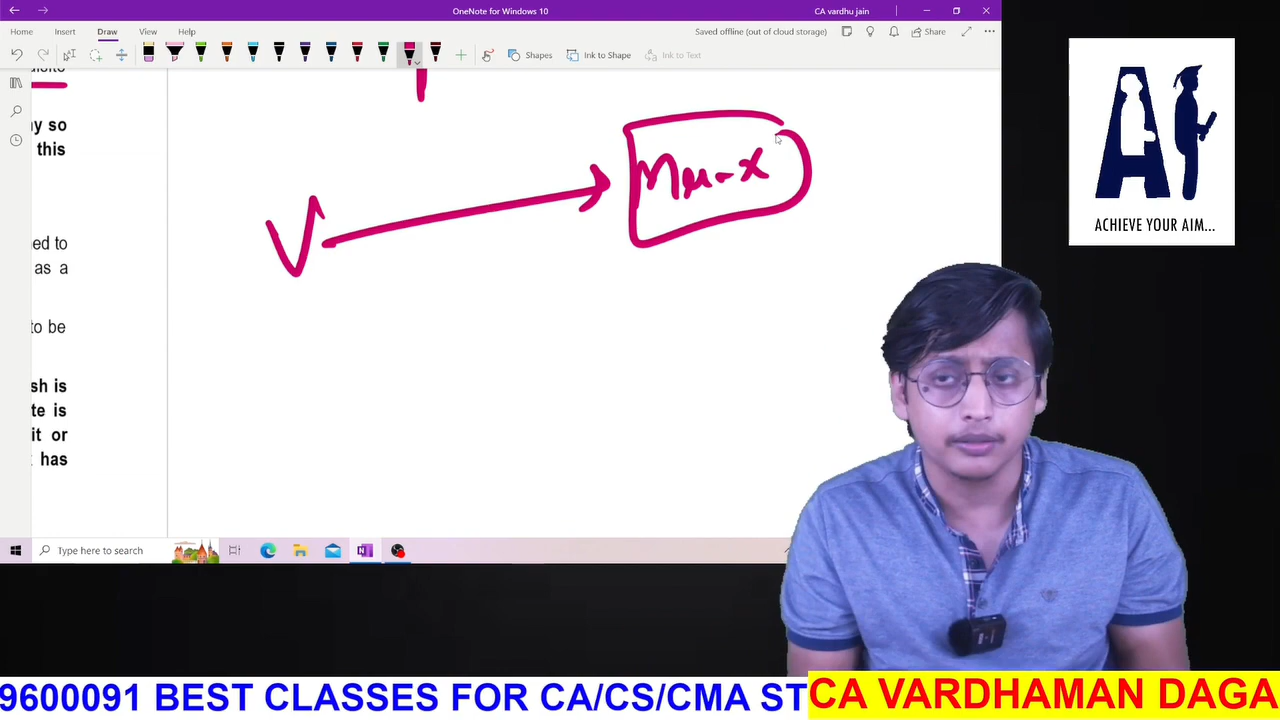 OneNote for Windows 10
CA vardhu jain
Home Insert Draw View Help
Saved offline (out of cloud storage)
Share
Shapes
Ink to Shape
Ink to Text
ny so
this
ned to
as a
to be
sh is
te is
it or
has
V
Mr-X
AI
ACHIEVE YOUR AIM...
Type here to search
9600091 BEST CLASSES FOR CA/CS/CMA ST
CA VARDHAMAN DAGA